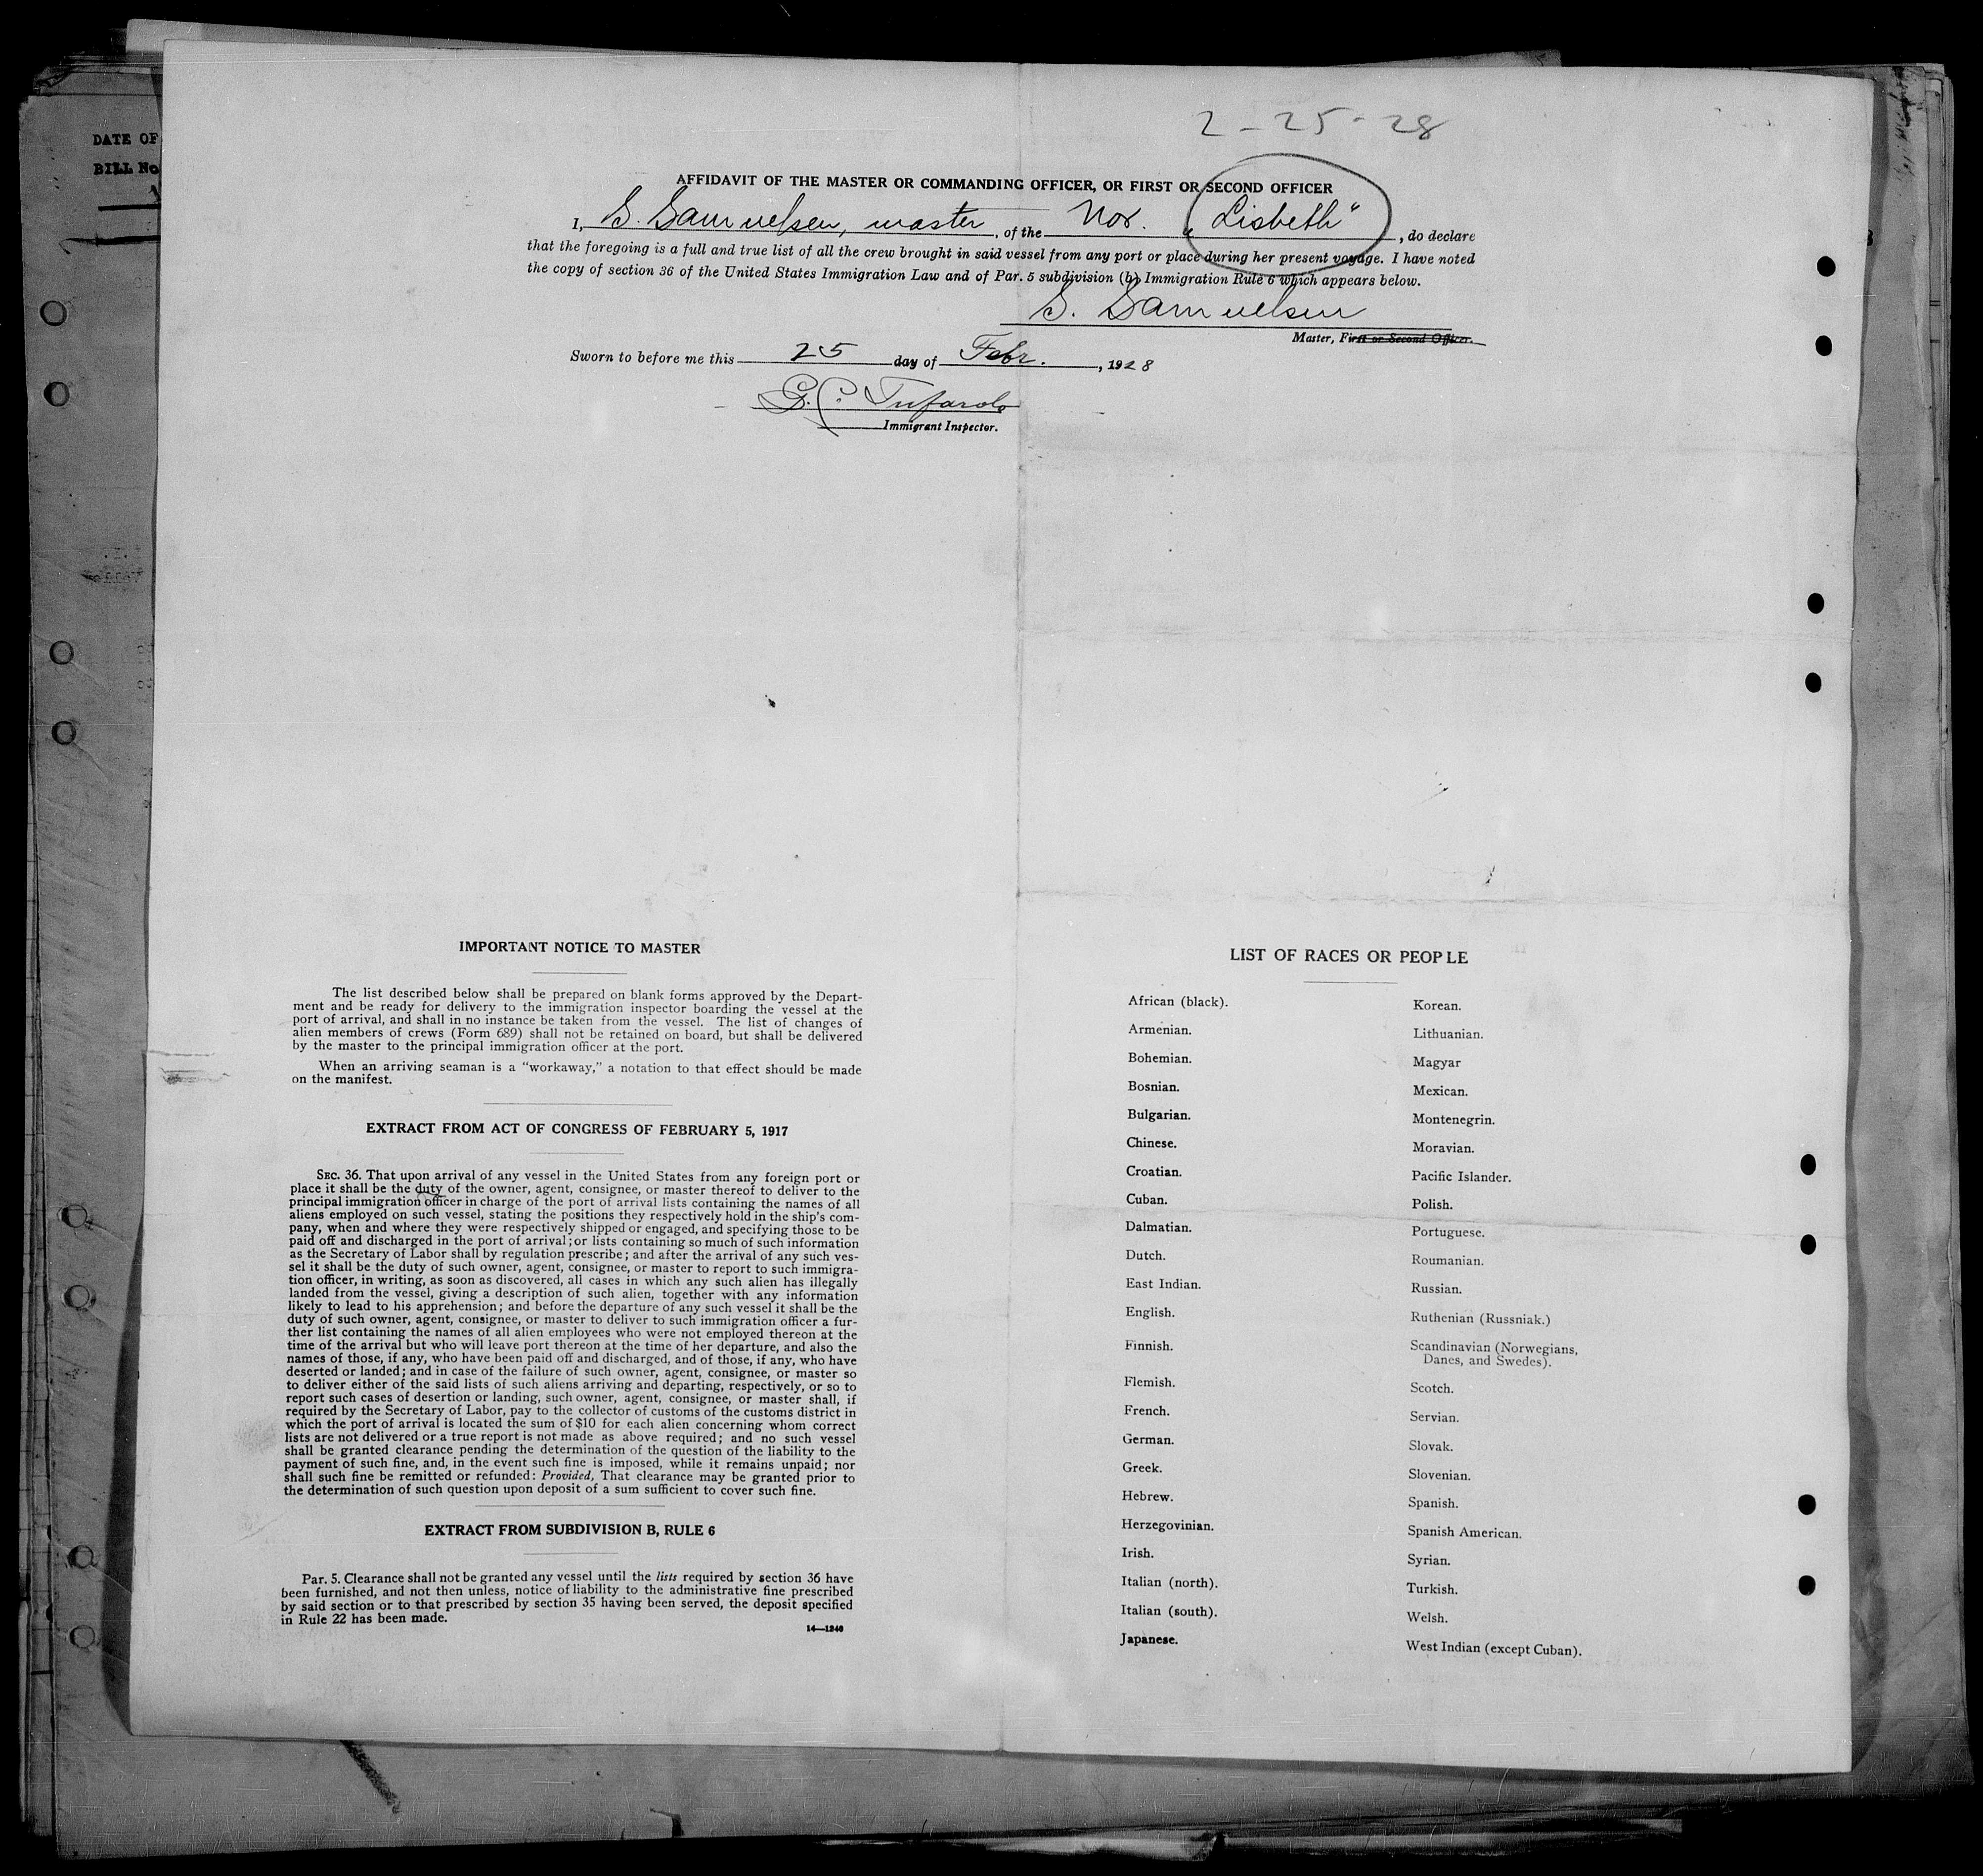 DATE OF
BILL No
2-25-28
AFFIDAVIT OF THE MASTER OR COMMANDING OFFICER, OR FIRST OR SECOND OFFICER
I, S. Samuelsen, master, of the Nor. „Lisbeth“, do declare
that the foregoing is a full and true list of all the crew brought in said vessel from any port or place during her present voyage. I have noted
the copy of section 36 of the United States Immigration Law and of Par. 5 subdivision (b) Immigration Rule 6 which appears below.
S. Samuelsen
Master, First or Second Officer.
Sworn to before me this 25 day of Febr., 1928
G.C. Tufarolo
Immigrant Inspector.
IMPORTANT NOTICE TO MASTER
The list described below shall be prepared on blank forms approved by the Depart-
ment and be ready for delivery to the immigration inspector boarding the vessel at the
port of arrival, and shall in no instance be taken from the vessel. The list of changes of
alien members of crews (Form 689) shall not be retained on board, but shall be delivered
by the master to the principal immigration officer at the port.
When an arriving seaman is a "workaway," a notation to that effect should be made
on the manifest.
EXTRACT FROM ACT OF CONGRESS OF FEBRUARY 5, 1917
SEC. 36. That upon arrival of any vessel in the United States from any foreign port or
place it shall be the duty of the owner, agent, consignee, or master thereof to deliver to the
principal immigration officer in charge of the port of arrival lists containing the names of all
aliens employed on such vessel, stating the positions they respectively hold in the ship's com-
pany, when and where they were respectively shipped or engaged, and specifying those to be
paid off and discharged in the port of arrival; or lists containing so much of such information
as the Secretary of Labor shall by regulation prescribe; and after the arrival of any such ves-
sel it shall be the duty of such owner, agent, consignee, or master to report to such immigra-
tion officer, in writing, as soon as discovered, all cases in which any such alien has illegally
landed from the vessel, giving a description of such alien, together with any information
likely to lead to his apprehension; and before the departure of any such vessel it shall be the
duty of such owner, agent, consignee, or master to deliver to such immigration officer a fur-
ther list containing the names of all alien employees who were not employed thereon at the
time of the arrival but who will leave port thereon at the time of her departure, and also the
names of those, if any, who have been paid off and discharged, and of those, if any, who have
deserted or landed; and in case of the failure of such owner, agent, consignee, or master so
to deliver either of the said lists of such aliens arriving and departing, respectively, or so to
report such cases of desertion or landing, such owner, agent, consignee, or master shall, if
required by the Secretary of Labor, pay to the collector of customs of the customs district in
which the port of arrival is located the sum of $10 for each alien concerning whom correct
lists are not delivered or a true report is not made as above required; and no such vessel
shall be granted clearance pending the determination of the question of the liability to the
payment of such fine, and, in the event such fine is imposed, while it remains unpaid; nor
shall such fine be remitted or refunded: Provided, That clearance may be granted prior to
the determination of such question upon deposit of a sum sufficient to cover such fine.
EXTRACT FROM SUBDIVISION B, RULE 6
Par. 5. Clearance shall not be granted any vessel until the lists required by section 36 have
been furnished, and not then unless, notice of liability to the administrative fine prescribed
by said section or to that prescribed by section 35 having been served, the deposit specified
in Rule 22 has been made.
14—1240
LIST OF RACES OR PEOPLE
African (black).
Armenian.
Bohemian.
Bosnian.
Bulgarian.
Chinese.
Croatian.
Cuban.
Dalmatian.
Dutch.
East Indian.
English.
Finnish.
Flemish.
French.
German.
Greek.
Hebrew.
Herzegovinian.
Irish.
Italian (north).
Italian (south).
Japanese.
Korean.
Lithuanian.
Magyar
Mexican.
Montenegrin.
Moravian.
Pacific Islander.
Polish.
Portuguese.
Roumanian.
Russian.
Ruthenian (Russniak.)
Scandinavian (Norwegians,
Danes, and Swedes).
Scotch.
Servian.
Slovak.
Slovenian.
Spanish.
Spanish American.
Syrian.
Turkish.
Welsh.
West Indian (except Cuban).